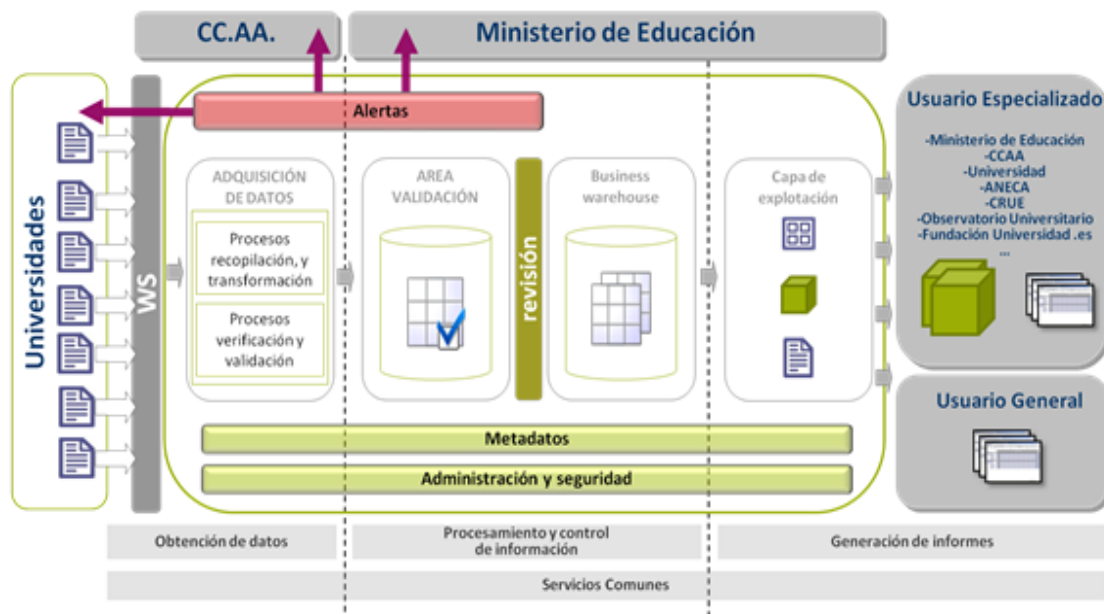 CC.AA.
Ministerio de Educación
Universidades
WS
Alertas
ADQUISICIÓN
DE DATOS
Procesos
recopilación, y
transformación
Procesos
verificación y
validación
AREA
VALIDACIÓN
revisión
Business
warehouse
Capa de
explotación
Metadatos
Administración y seguridad
Usuario Especializado
-Ministerio de Educación
-CCAA
-Universidad
-ANECA
-CRUE
-Observatorio Universitario
-Fundación Universidad .es
...
Usuario General
Obtención de datos
Procesamiento y control
de información
Generación de informes
Servicios Comunes